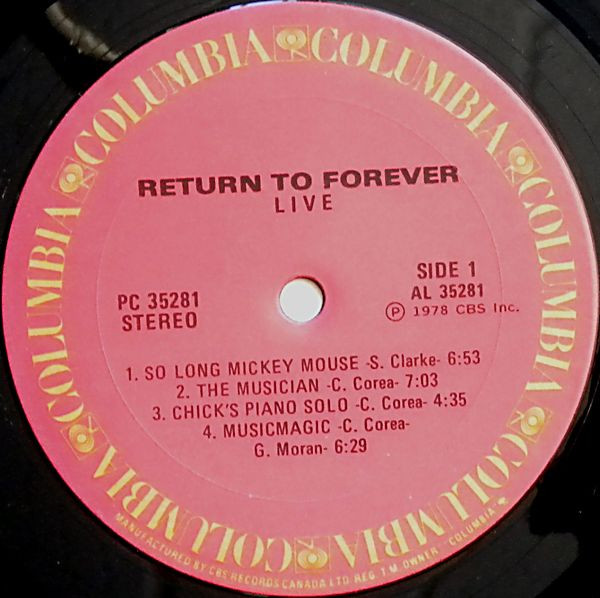 COLUMBIA COLUMBIA COLUMBIA COLUMBIA COLUMBIA COLUMBIA COLUMBIA COLUMBIA
RETURN TO FOREVER
LIVE
PC 35281
STEREO
SIDE 1
AL 35281
Ⓟ 1978 CBS Inc.
1. SO LONG MICKEY MOUSE -S. Clarke- 6:53
2. THE MUSICIAN -C. Corea- 7:03
3. CHICK'S PIANO SOLO -C. Corea- 4:35
4. MUSICMAGIC -C. Corea-
G. Moran- 6:29
MANUFACTURED BY CBS RECORDS CANADA LTD. REG. T.M. OWNER - "COLUMBIA"